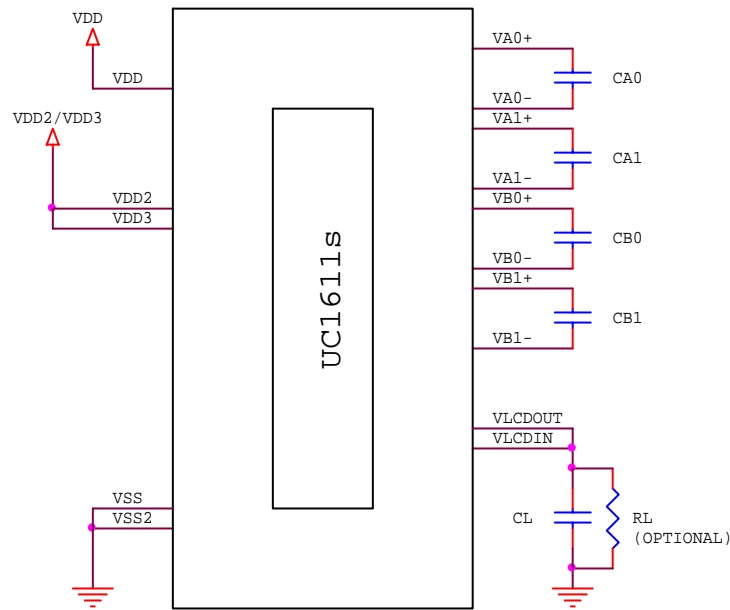 VDD
VDD
VDD2/VDD3
VDD2
VDD3
VSS
VSS2
UC1611s
VA0+
CA0
VA0-
VA1+
CA1
VA1-
VB0+
CB0
VB0-
VB1+
CB1
VB1-
VLCDOUT
VLCDIN
CL
RL
(OPTIONAL)